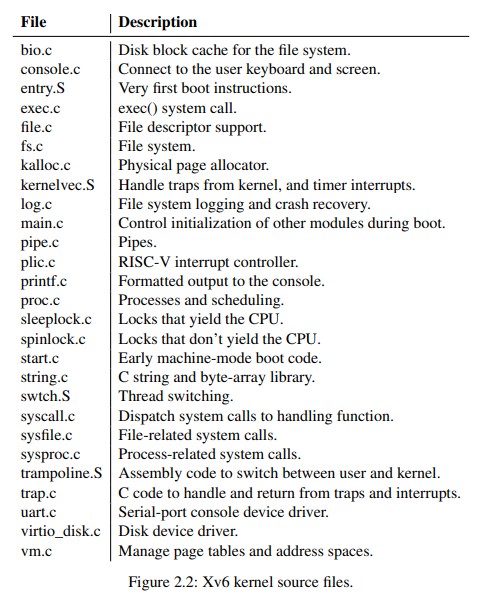 File Description
bio.c Disk block cache for the file system.
console.c Connect to the user keyboard and screen.
entry.S Very first boot instructions.
exec.c exec() system call.
file.c File descriptor support.
fs.c File system.
kalloc.c Physical page allocator.
kernelvec.S Handle traps from kernel, and timer interrupts.
log.c File system logging and crash recovery.
main.c Control initialization of other modules during boot.
pipe.c Pipes.
plic.c RISC-V interrupt controller.
printf.c Formatted output to the console.
proc.c Processes and scheduling.
sleeplock.c Locks that yield the CPU.
spinlock.c Locks that don't yield the CPU.
start.c Early machine-mode boot code.
string.c C string and byte-array library.
swtch.S Thread switching.
syscall.c Dispatch system calls to handling function.
sysfile.c File-related system calls.
sysproc.c Process-related system calls.
trampoline.S Assembly code to switch between user and kernel.
trap.c C code to handle and return from traps and interrupts.
uart.c Serial-port console device driver.
virtio_disk.c Disk device driver.
vm.c Manage page tables and address spaces.
Figure 2.2: Xv6 kernel source files.